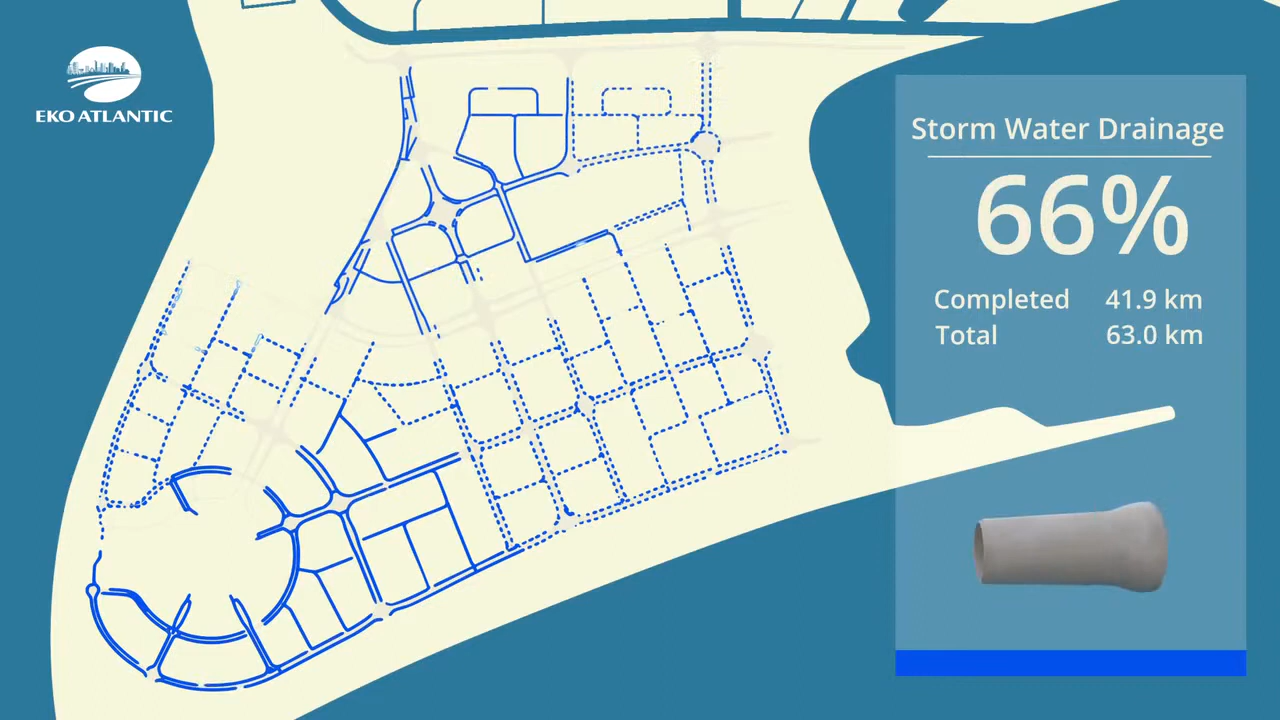 EKO ATLANTIC
Storm Water Drainage
66%
Completed 41.9 km
Total 63.0 km